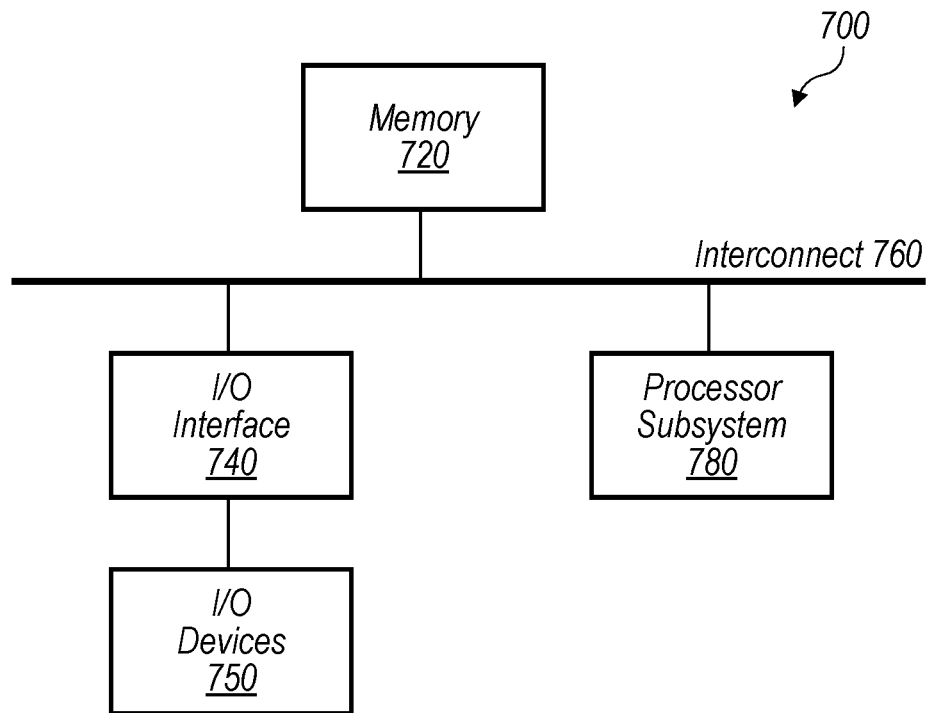 700
Memory
720
Interconnect 760
I/O
Interface
740
Processor
Subsystem
780
I/O
Devices
750